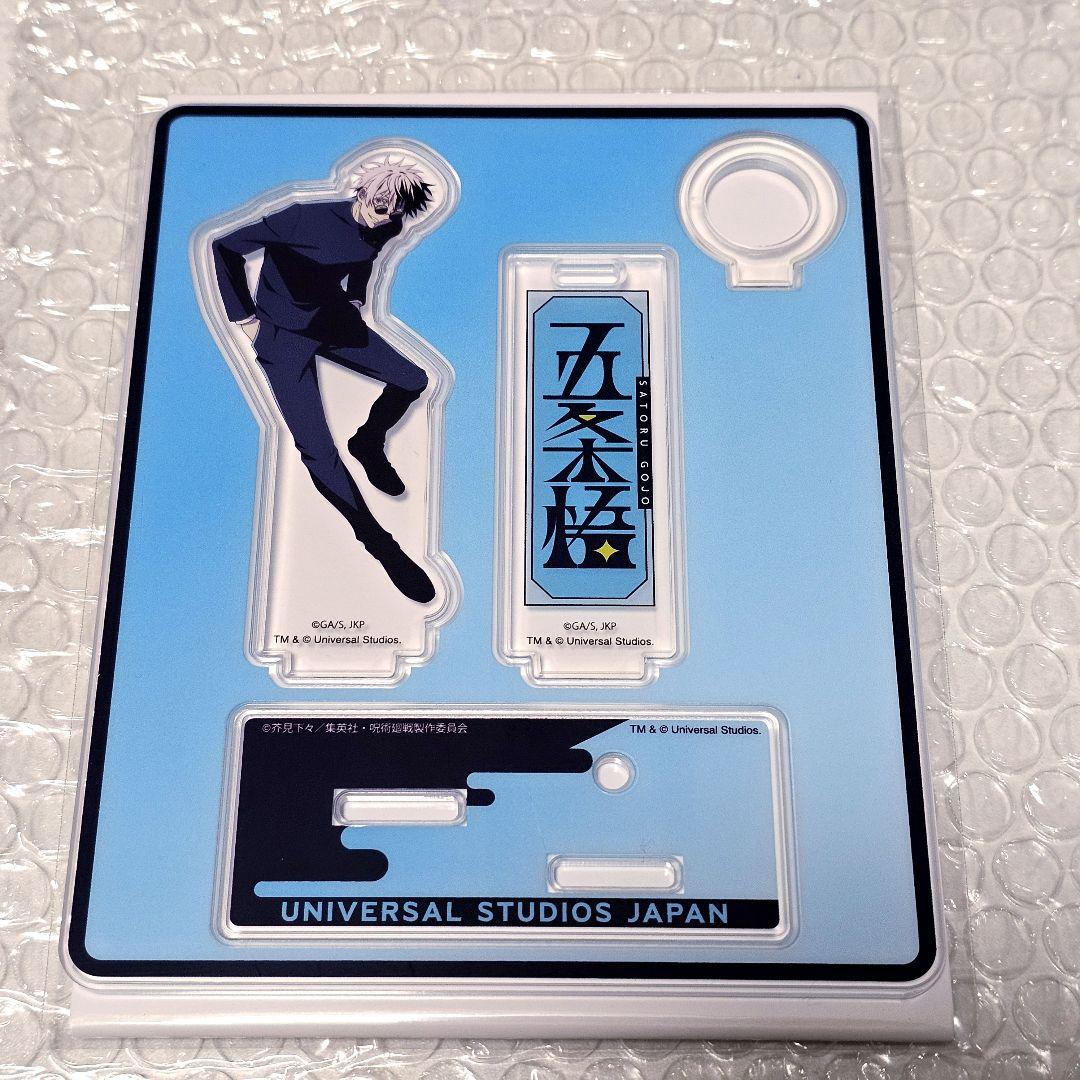 五条悟
SATORU GOJO
©GA/S, JKP
TM & © Universal Studios.
©GA/S, JKP
TM & © Universal Studios.
©芥見下々／集英社・呪術廻戦製作委員会
TM & © Universal Studios.
UNIVERSAL STUDIOS JAPAN